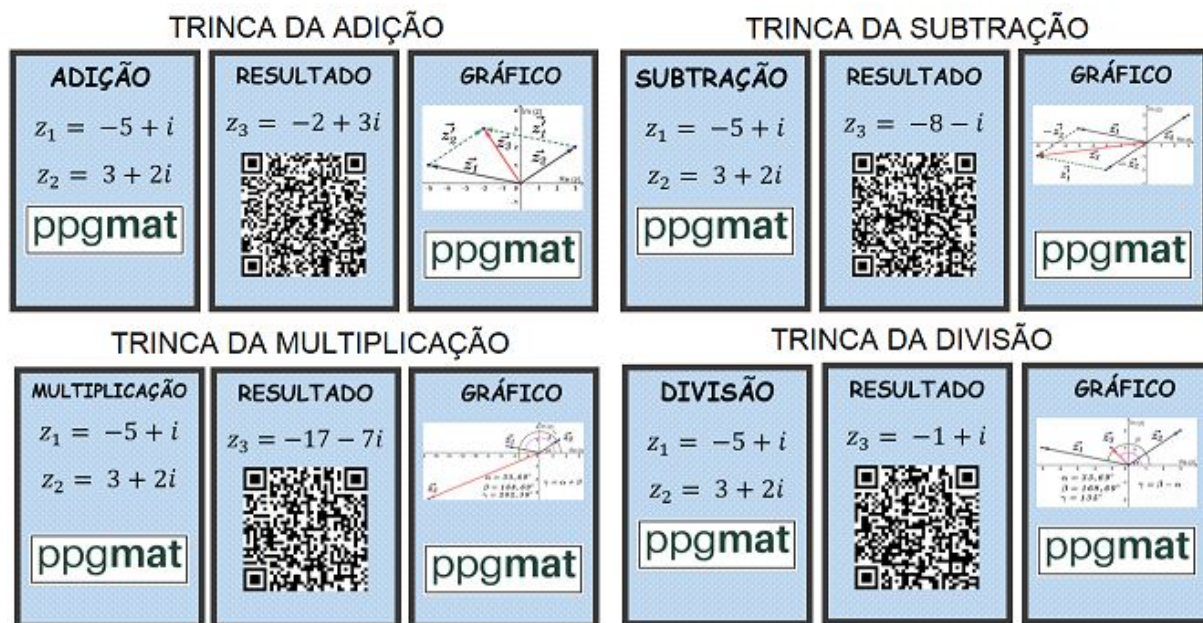 TRINCA DA ADIÇÃO
ADIÇÃO
z₁ = −5 + i
z₂ = 3 + 2i
ppgmat
RESULTADO
z₃ = −2 + 3i
GRÁFICO
ppgmat
TRINCA DA SUBTRAÇÃO
SUBTRAÇÃO
z₁ = −5 + i
z₂ = 3 + 2i
ppgmat
RESULTADO
z₃ = −8 − i
GRÁFICO
ppgmat
TRINCA DA MULTIPLICAÇÃO
MULTIPLICAÇÃO
z₁ = −5 + i
z₂ = 3 + 2i
ppgmat
RESULTADO
z₃ = −17 − 7i
GRÁFICO
γ = α + β
ppgmat
TRINCA DA DIVISÃO
DIVISÃO
z₁ = −5 + i
z₂ = 3 + 2i
ppgmat
RESULTADO
z₃ = −1 + i
GRÁFICO
γ = β − α
ppgmat